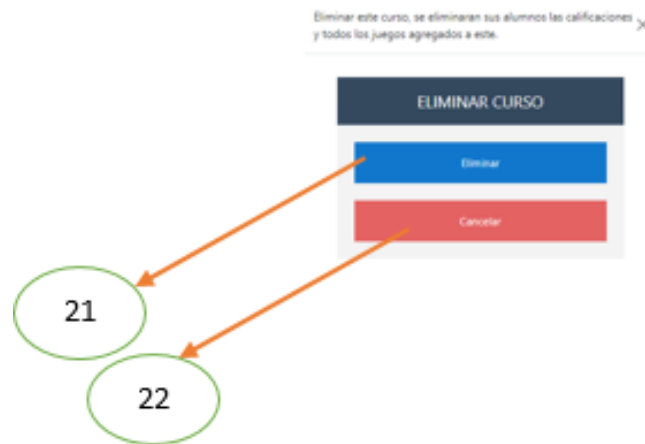 Eliminar este curso, se eliminaran sus alumnos las calificaciones
y todos los juegos agregados a este.
×
ELIMINAR CURSO
Eliminar
Cancelar
21
22